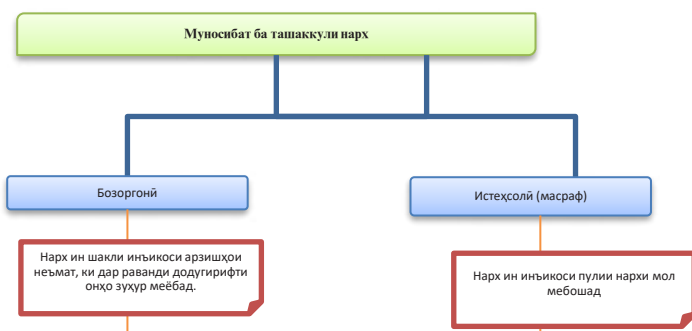 Муносибат ба ташаккули нарх
Бозоргонӣ
Истеҳсолӣ (масраф)
Нарх ин шакли инъикоси арзишҳои
неъмат, ки дар раванди додугирифти
онҳо зуҳур меёбад.
Нарх ин инъикоси пулии нархи мол
мебошад